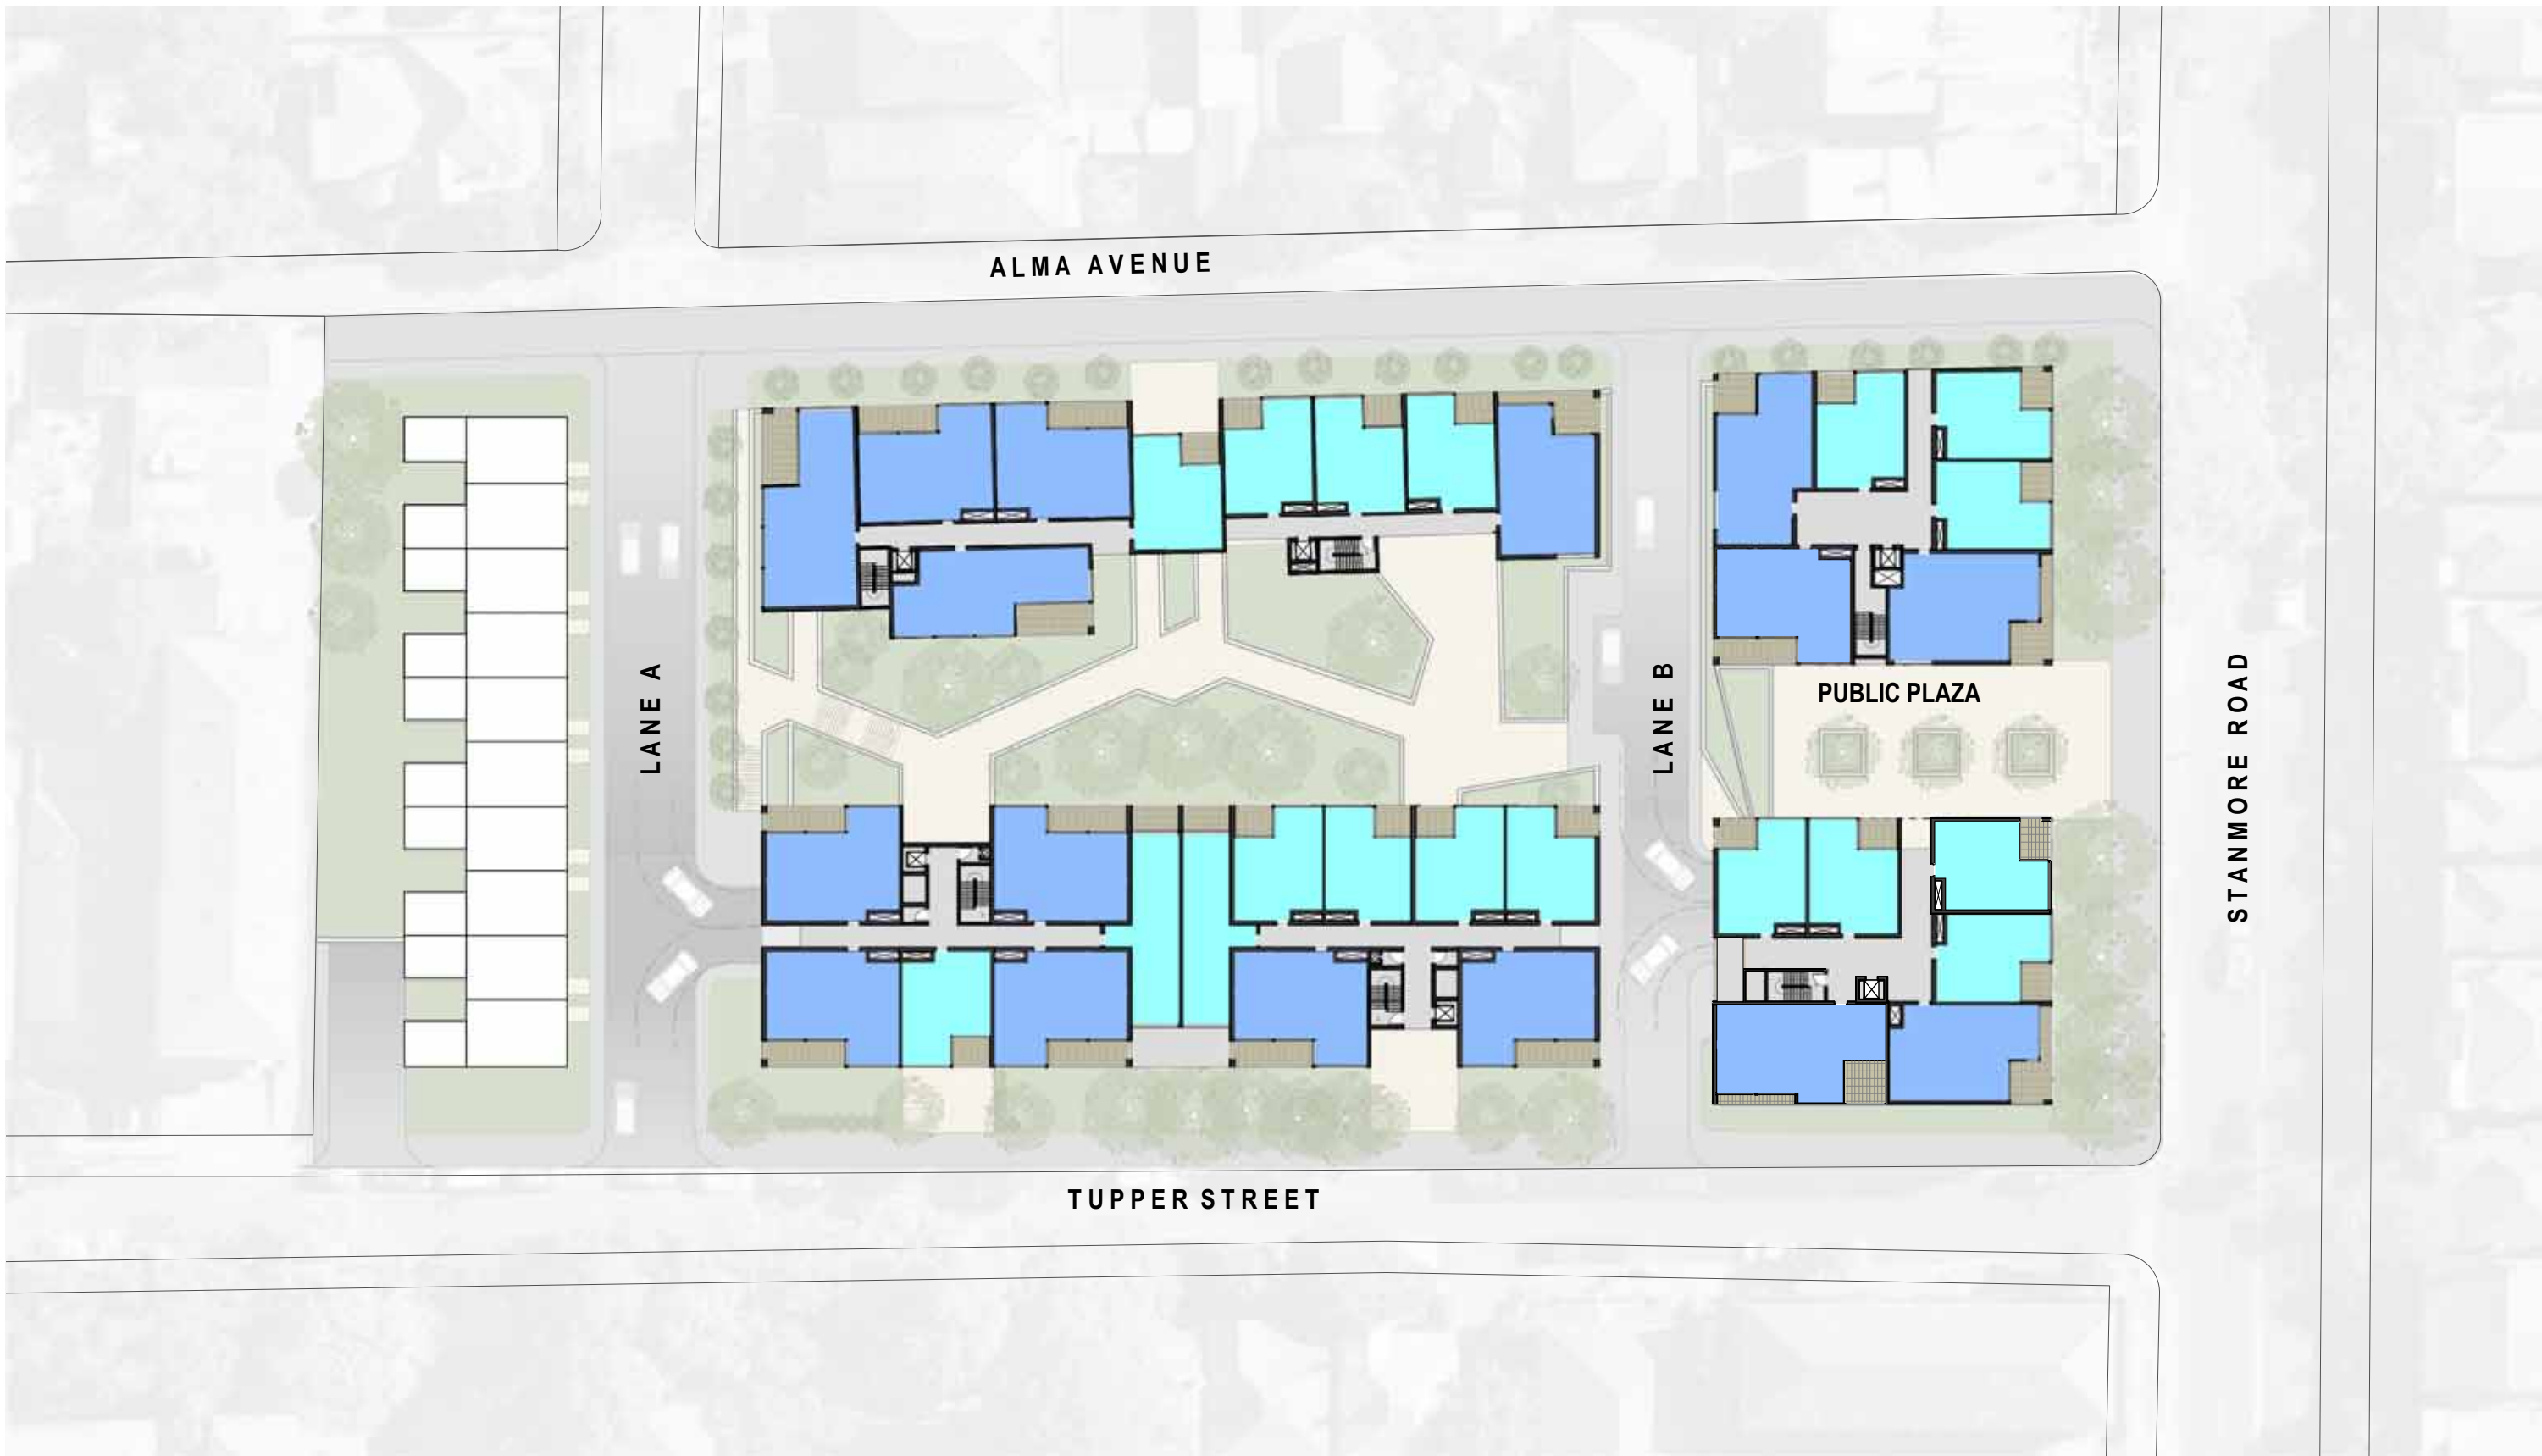 ALMA AVENUE
LANE A
LANE B
PUBLIC PLAZA
STANMORE ROAD
TUPPER STREET